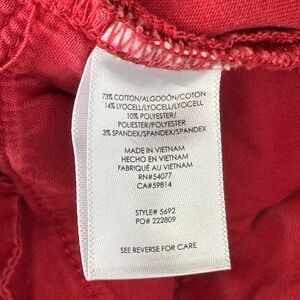 73% COTTON/ALGODÓN/COTON
14% LYOCELL/LYOCELL/LYOCELL
10% POLYESTER/
POLIESTER/POLYESTER
3% SPANDEX/SPANDEX/SPANDEX
MADE IN VIETNAM
HECHO EN VIETNAM
FABRIQUÉ AU VIETNAM
RN#54077
CA#59814
STYLE# 5692
PO# 222809
SEE REVERSE FOR CARE